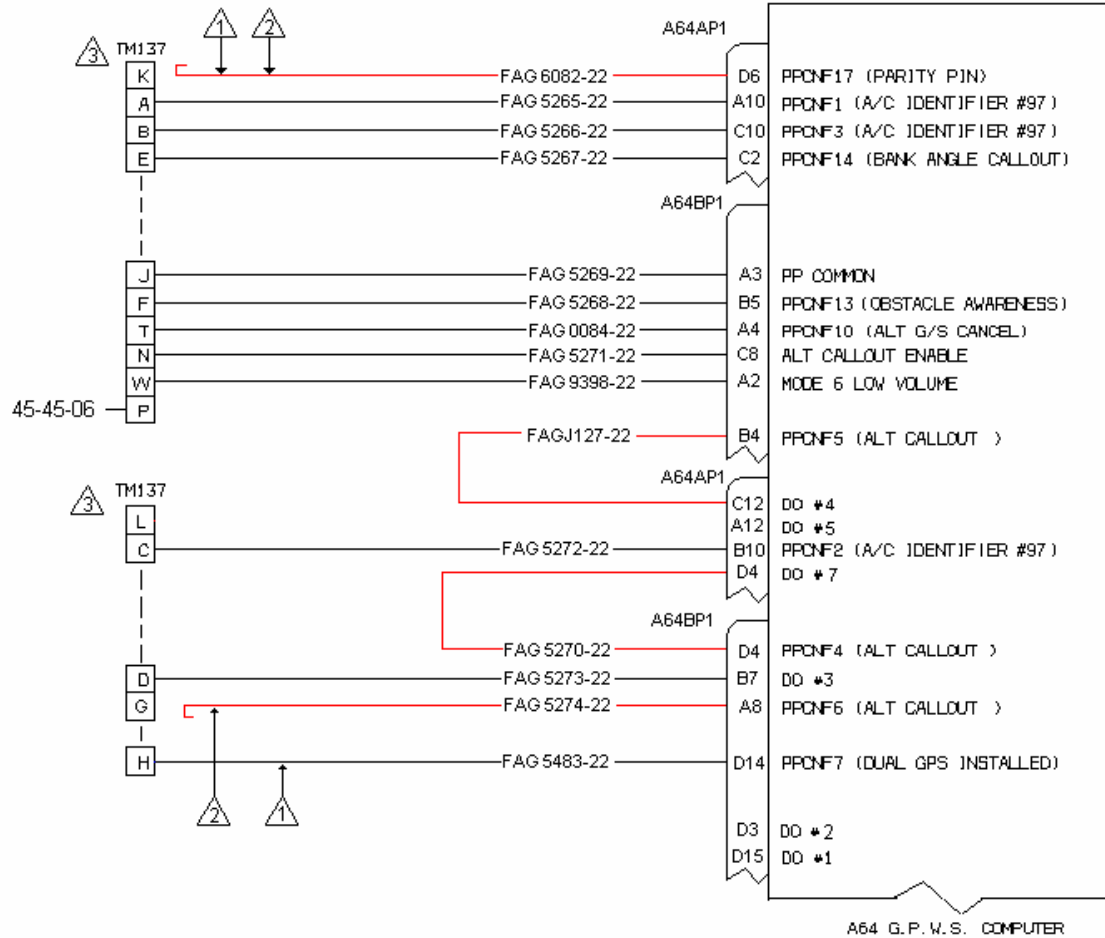 A64AP1
1 2
3 TM137
K FAG 6082-22 D6 PPCNF17 (PARITY PIN)
A FAG 5265-22 A10 PPCNF1 (A/C IDENTIFIER #97)
B FAG 5266-22 C10 PPCNF3 (A/C IDENTIFIER #97)
E FAG 5267-22 C2 PPCNF14 (BANK ANGLE CALLOUT)
A64BP1
J FAG 5269-22 A3 PP COMMON
F FAG 5268-22 B5 PPCNF13 (OBSTACLE AWARENESS)
T FAG 0084-22 A4 PPCNF10 (ALT G/S CANCEL)
N FAG 5271-22 C8 ALT CALLOUT ENABLE
W FAG 9398-22 A2 MODE 6 LOW VOLUME
45-45-06 P
FAGJ127-22 B4 PPCNF5 (ALT CALLOUT )
A64AP1
3 TM137
C12 DO #4
L A12 DO #5
C FAG 5272-22 B10 PPCNF2 (A/C IDENTIFIER #97)
D4 DO #7
A64BP1
FAG 5270-22 D4 PPCNF4 (ALT CALLOUT )
D FAG 5273-22 B7 DO #3
G FAG 5274-22 A8 PPCNF6 (ALT CALLOUT )
H FAG 5483-22 D14 PPCNF7 (DUAL GPS INSTALLED)
2 1
D3 DO #2
D15 DO #1
A64 G.P.W.S. COMPUTER